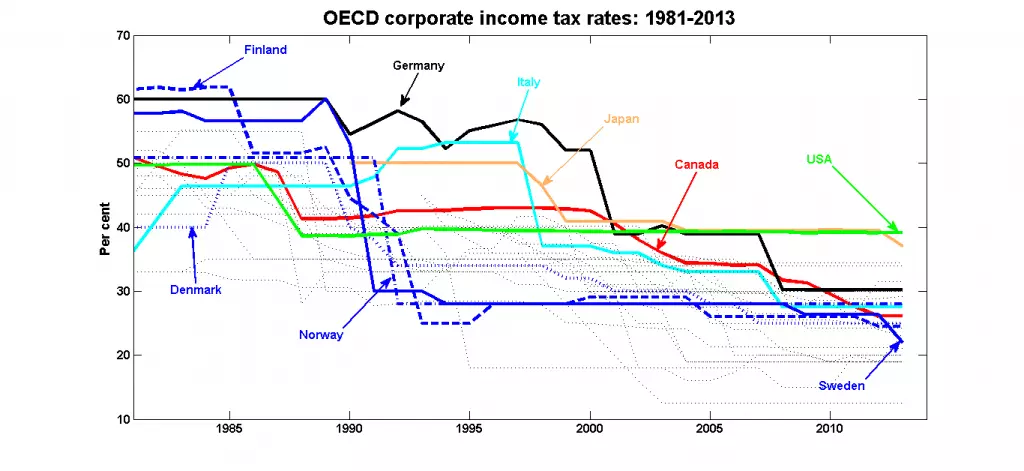 OECD corporate income tax rates: 1981-2013
Per cent
70
60
50
40
30
20
10
Finland
Germany
Italy
Japan
Canada
USA
Denmark
Norway
Sweden
1985
1990
1995
2000
2005
2010